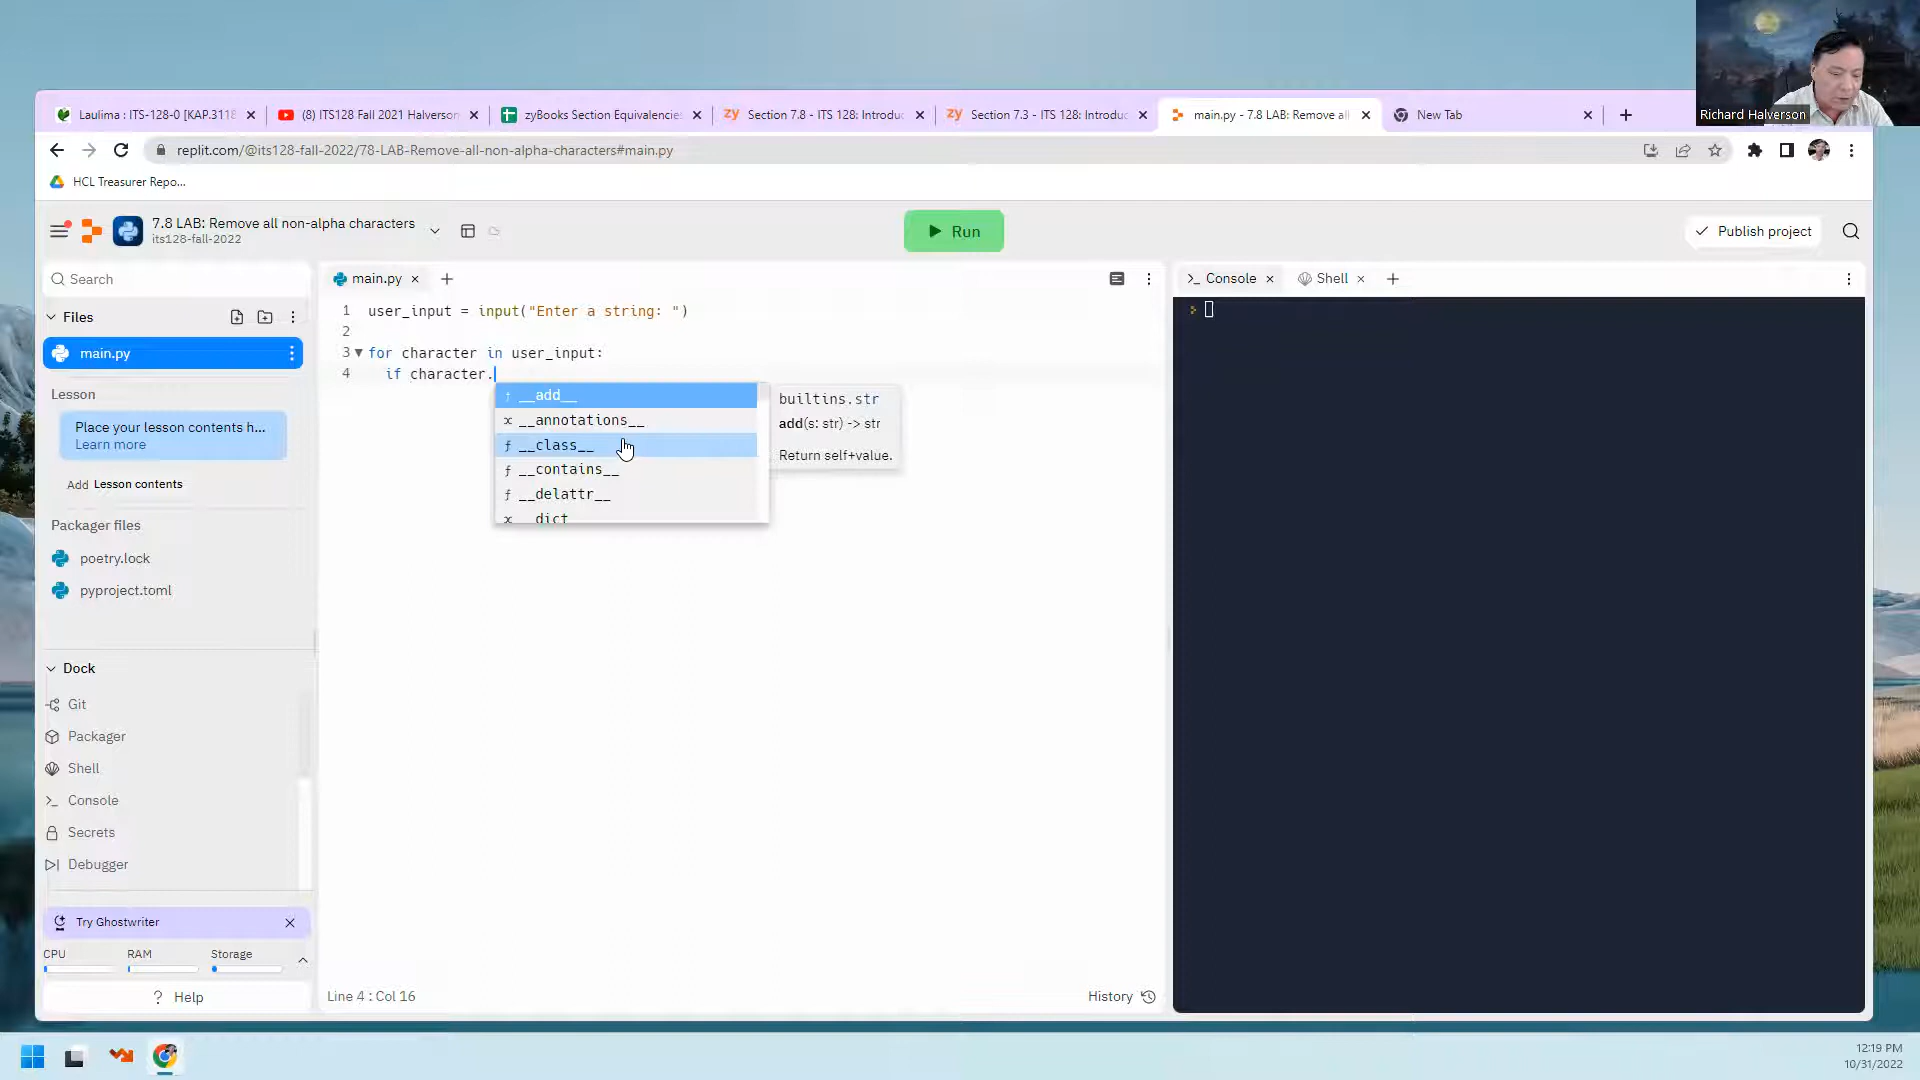 Richard Halverson
Laulima : ITS-128-0 [KAP.3118
(8) ITS128 Fall 2021 Halverson
zyBooks Section Equivalencie
zy Section 7.8 - ITS 128: Introduc
zy Section 7.3 - ITS 128: Introduc
main.py - 7.8 LAB: Remove all
New Tab
replit.com/@its128-fall-2022/78-LAB-Remove-all-non-alpha-characters#main.py
HCL Treasurer Repo...
7.8 LAB: Remove all non-alpha characters
its128-fall-2022
Run
Publish project
Search
Files
main.py
Lesson
Place your lesson contents h...
Learn more
Add Lesson contents
Packager files
poetry.lock
pyproject.toml
Dock
Git
Packager
Shell
Console
Secrets
Debugger
Try Ghostwriter
CPU RAM Storage
? Help
main.py
1 user_input = input("Enter a string: ")
2
3 for character in user_input:
4 if character.
f __add__
x __annotations__
f __class__
f __contains__
f __delattr__
x __dict__
builtins.str
add(s: str) -> str
Return self+value.
Line 4 : Col 16
History
Console
Shell
12:19 PM
10/31/2022